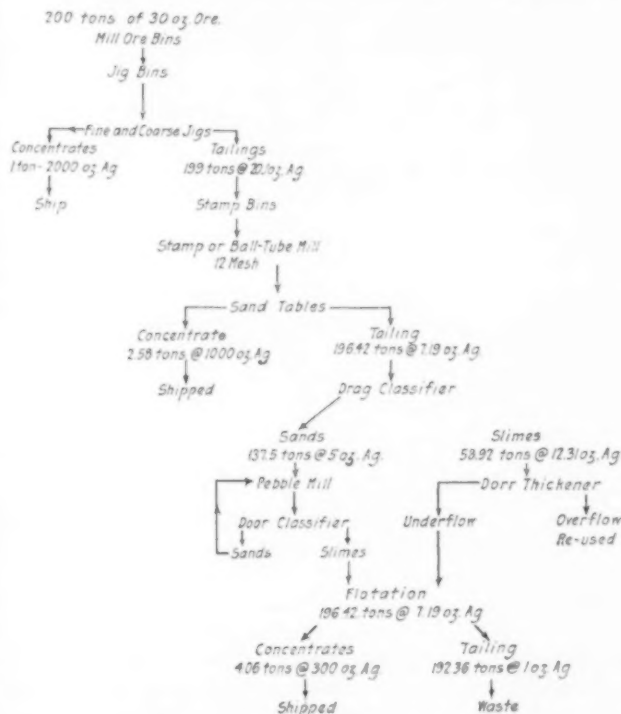 200 tons of 30 oz. Ore.
Mill Ore Bins
Jig Bins
Fine and Coarse Jigs
Concentrates
1 ton - 2000 oz. Ag
Ship
Tailings
199 tons @ 20.1 oz. Ag
Stamp Bins
Stamp or Ball-Tube Mill
12 Mesh
Sand Tables
Concentrate
2.58 tons @ 1000 oz. Ag
Shipped
Tailing
196.42 tons @ 7.19 oz. Ag.
Drag Classifier
Sands
137.5 tons @ 5 oz. Ag.
Pebble Mill
Door Classifier
Sands
Slimes
Slimes
58.92 tons @ 12.31 oz. Ag
Dorr Thickener
Underflow
Overflow
Re-used
Flotation
196.42 tons @ 7.19 oz. Ag
Concentrates
4.06 tons @ 300 oz. Ag
Shipped
Tailing
192.36 tons @ 1 oz. Ag
Waste